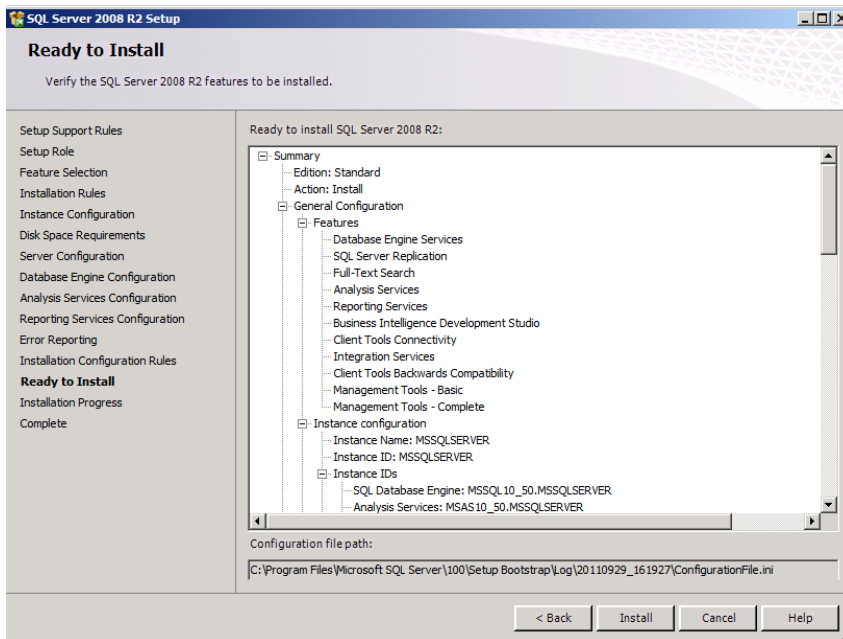 SQL Server 2008 R2 Setup
Ready to Install
Verify the SQL Server 2008 R2 features to be installed.
Setup Support Rules
Setup Role
Feature Selection
Installation Rules
Instance Configuration
Disk Space Requirements
Server Configuration
Database Engine Configuration
Analysis Services Configuration
Reporting Services Configuration
Error Reporting
Installation Configuration Rules
Ready to Install
Installation Progress
Complete
Ready to install SQL Server 2008 R2:
Summary
Edition: Standard
Action: Install
General Configuration
Features
Database Engine Services
SQL Server Replication
Full-Text Search
Analysis Services
Reporting Services
Business Intelligence Development Studio
Client Tools Connectivity
Integration Services
Client Tools Backwards Compatibility
Management Tools - Basic
Management Tools - Complete
Instance configuration
Instance Name: MSSQLSERVER
Instance ID: MSSQLSERVER
Instance IDs
SQL Database Engine: MSSQL10_50.MSSQLSERVER
Analysis Services: MSAS10_50.MSSQLSERVER
Configuration file path:
C:\Program Files\Microsoft SQL Server\100\Setup Bootstrap\Log\20110929_161927\ConfigurationFile.ini
< Back
Install
Cancel
Help